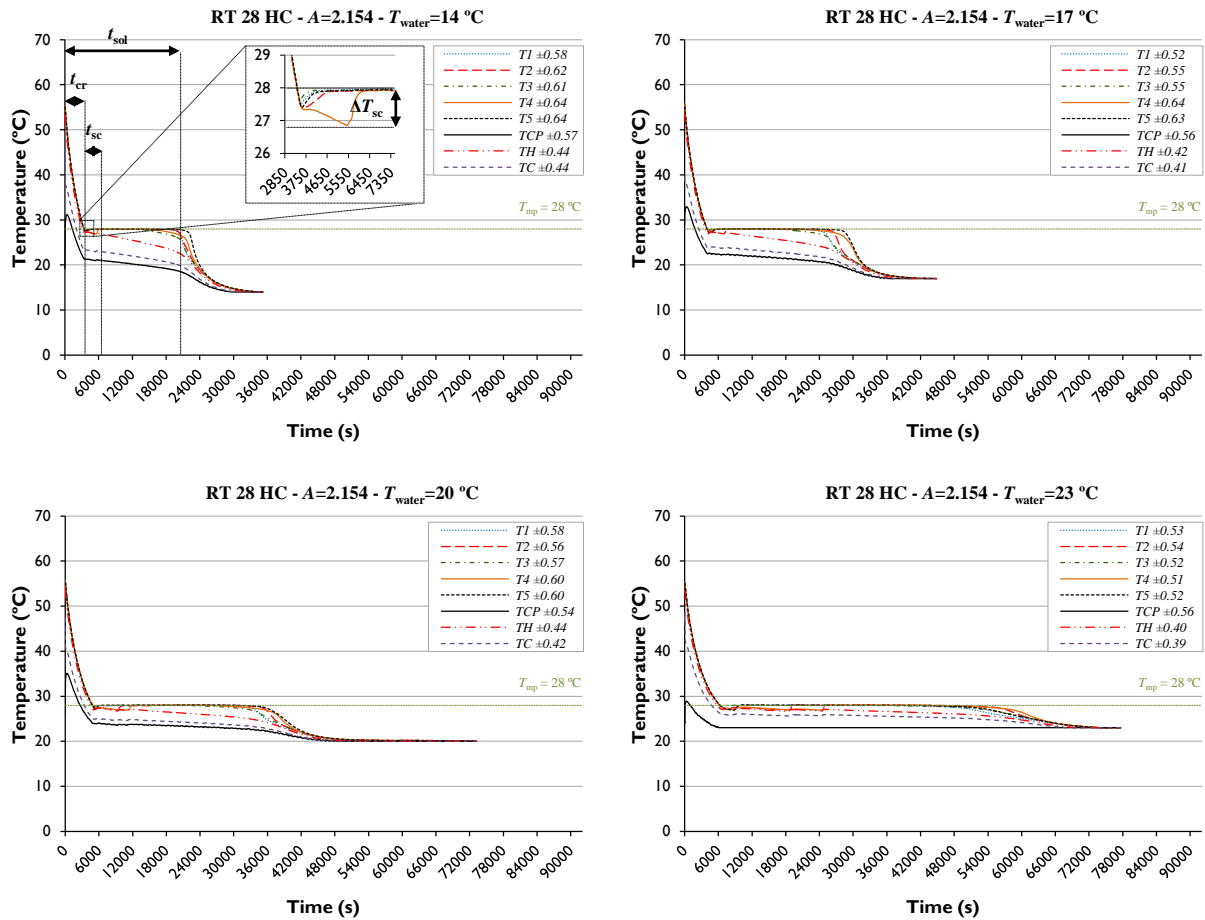 RT 28 HC - A=2.154 - Twater=14 ºC
70
60
50
40
30
20
10
0
Temperature (ºC)
tsol
tcr
tsc
29
28
27
26
ΔTsc
2850
3750
4650
5550
6450
7350
T1 ±0.58
T2 ±0.62
T3 ±0.61
T4 ±0.64
T5 ±0.64
TCP ±0.57
TH ±0.44
TC ±0.44
Tmp = 28 ºC
0
6000
12000
18000
24000
30000
36000
42000
48000
54000
60000
66000
72000
78000
84000
90000
Time (s)
RT 28 HC - A=2.154 - Twater=17 ºC
70
60
50
40
30
20
10
0
Temperature (ºC)
T1 ±0.52
T2 ±0.55
T3 ±0.55
T4 ±0.64
T5 ±0.63
TCP ±0.56
TH ±0.42
TC ±0.41
Tmp = 28 ºC
0
6000
12000
18000
24000
30000
36000
42000
48000
54000
60000
66000
72000
78000
84000
90000
Time (s)
RT 28 HC - A=2.154 - Twater=20 ºC
70
60
50
40
30
20
10
0
Temperature (ºC)
T1 ±0.58
T2 ±0.56
T3 ±0.57
T4 ±0.60
T5 ±0.60
TCP ±0.54
TH ±0.44
TC ±0.42
Tmp = 28 ºC
0
6000
12000
18000
24000
30000
36000
42000
48000
54000
60000
66000
72000
78000
84000
90000
Time (s)
RT 28 HC - A=2.154 - Twater=23 ºC
70
60
50
40
30
20
10
0
Temperature (ºC)
T1 ±0.53
T2 ±0.54
T3 ±0.52
T4 ±0.51
T5 ±0.52
TCP ±0.56
TH ±0.40
TC ±0.39
Tmp = 28 ºC
0
6000
12000
18000
24000
30000
36000
42000
48000
54000
60000
66000
72000
78000
84000
90000
Time (s)